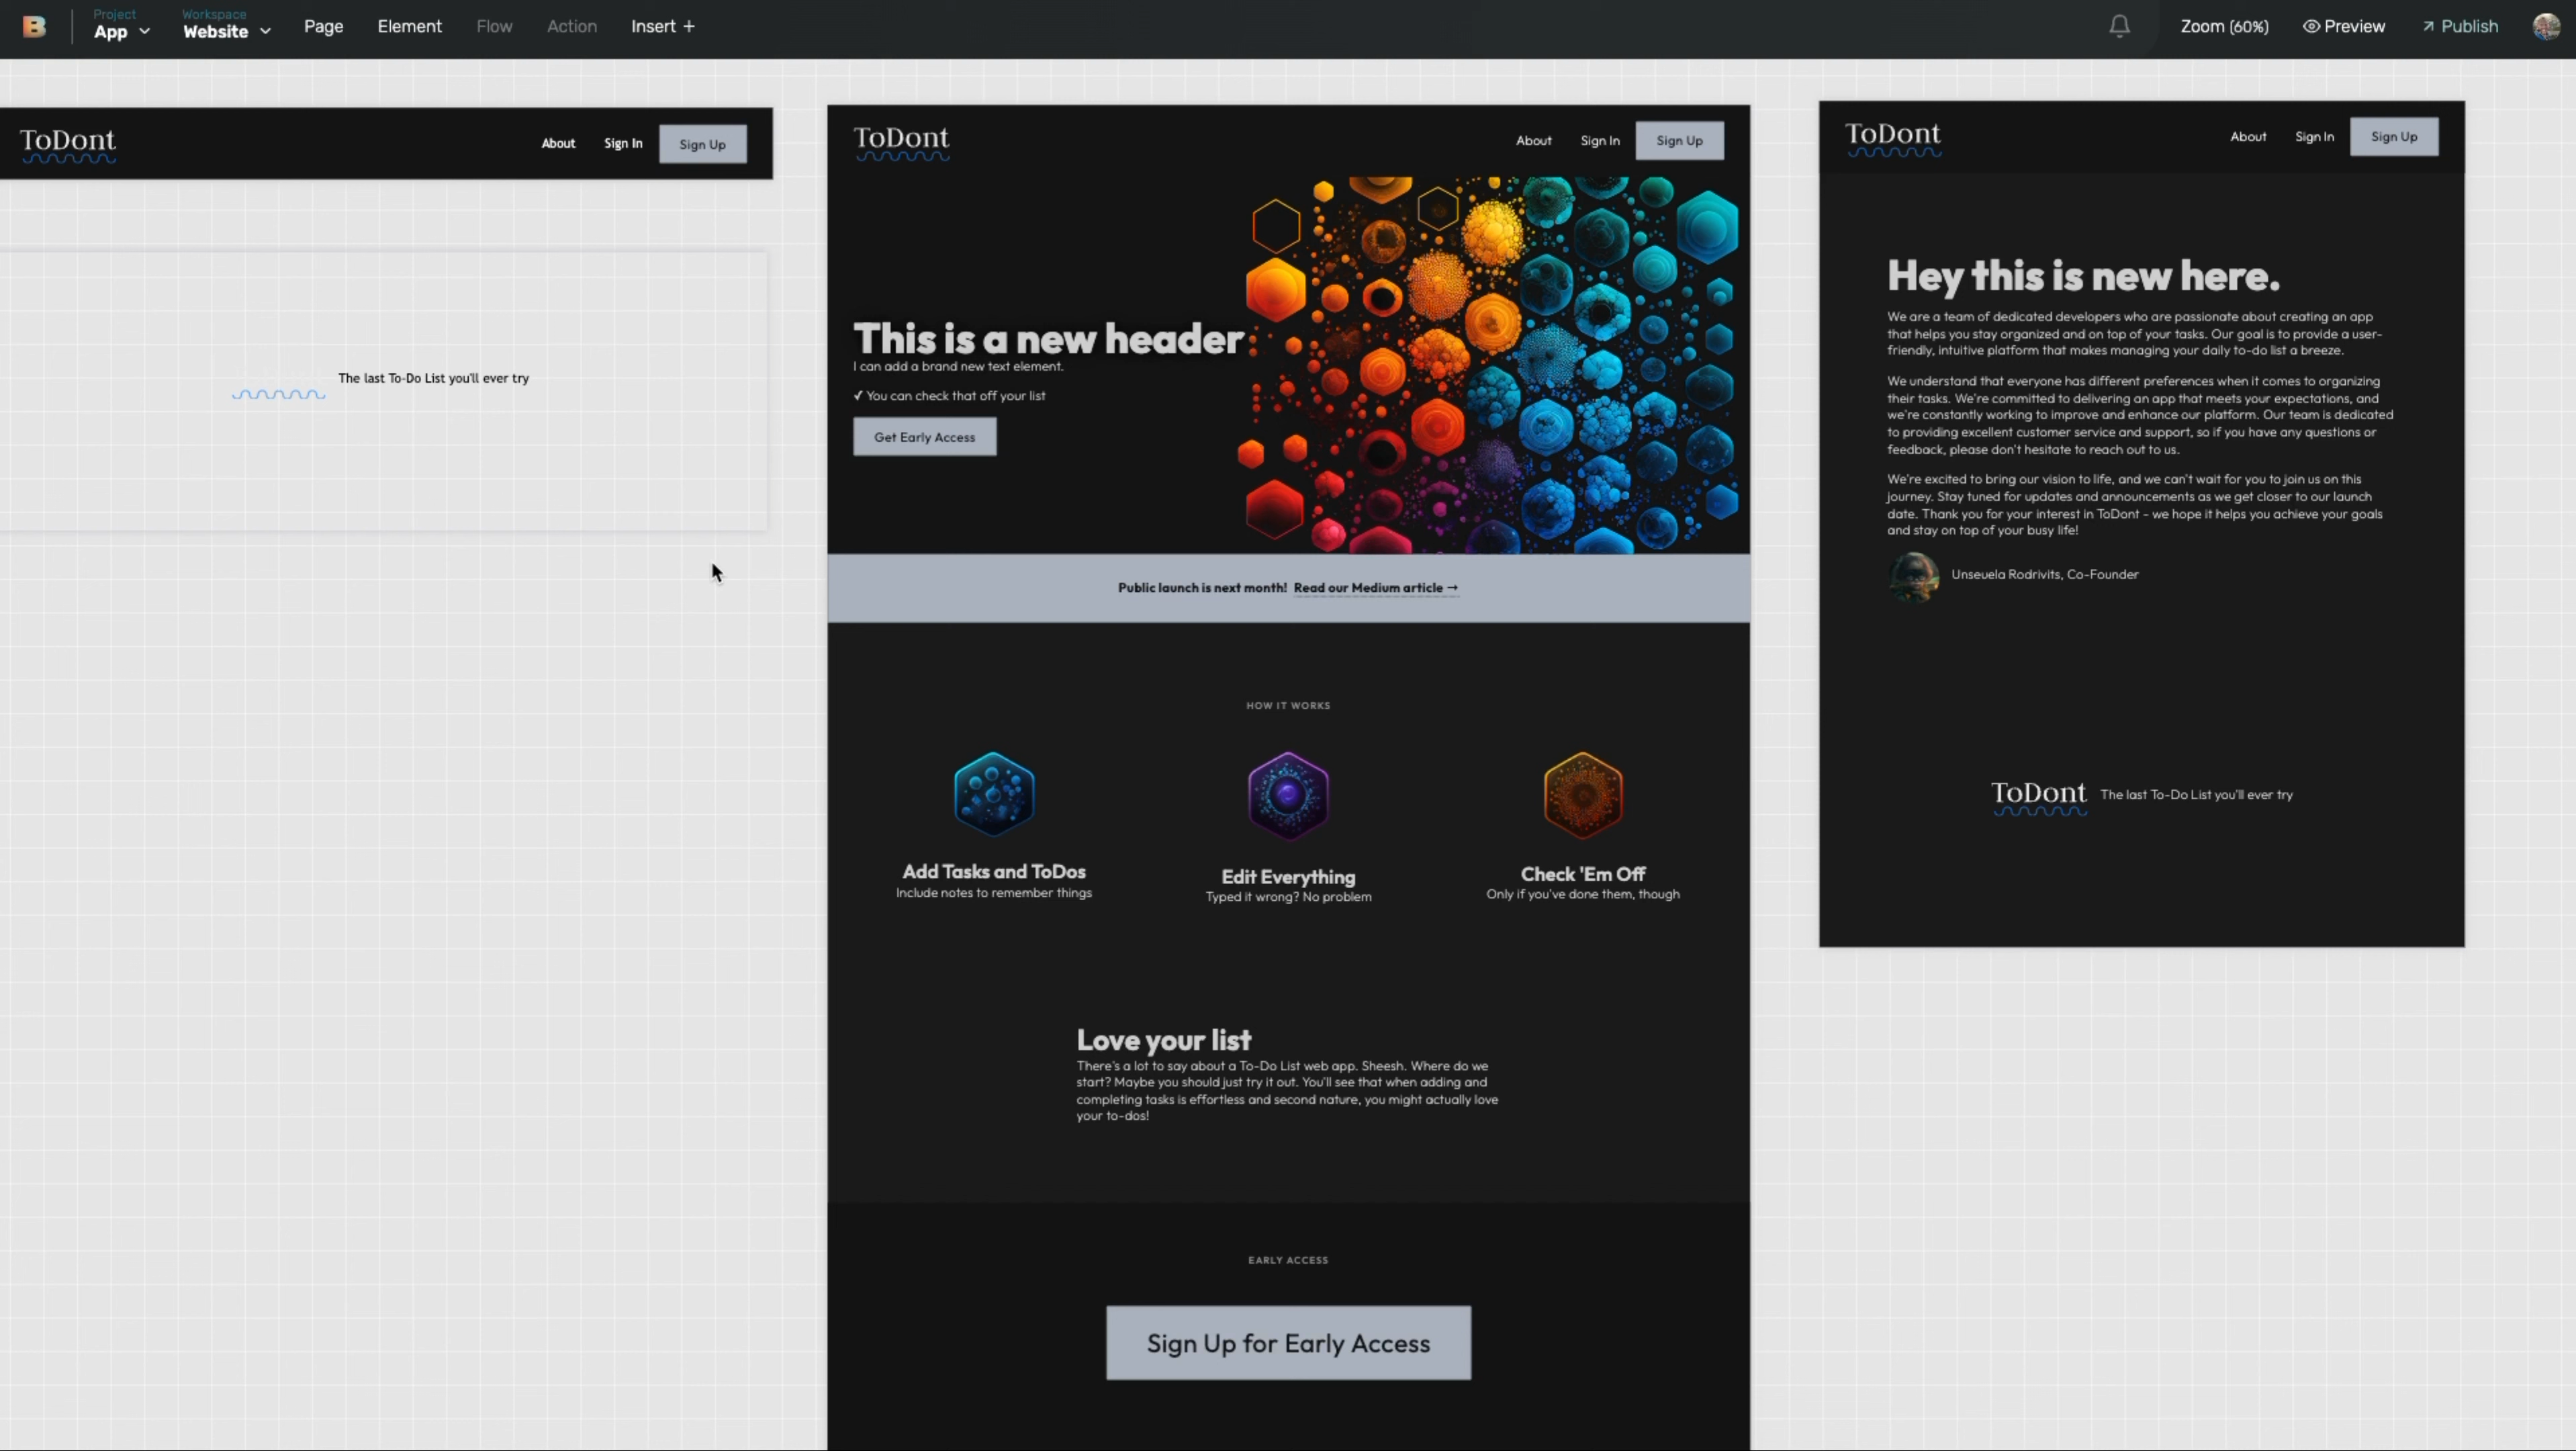 Project
App
Workspace
Website
Page
Element
Flow
Action
Insert +
Zoom (60%)
Preview
Publish
ToDont
About
Sign In
Sign Up
The last To-Do List you'll ever try
ToDont
About
Sign In
Sign Up
This is a new header
I can add a brand new text element.
✓ You can check that off your list
Get Early Access
Public launch is next month! Read our Medium article →
HOW IT WORKS
Add Tasks and ToDos
Include notes to remember things
Edit Everything
Typed it wrong? No problem
Check 'Em Off
Only if you've done them, though
Love your list
There's a lot to say about a To-Do List web app. Sheesh. Where do we
start? Maybe you should just try it out. You'll see that when adding and
completing tasks is effortless and second nature, you might actually love
your to-dos!
EARLY ACCESS
Sign Up for Early Access
ToDont
About
Sign In
Sign Up
Hey this is new here.
We are a team of dedicated developers who are passionate about creating an app
that helps you stay organized and on top of your tasks. Our goal is to provide a user-
friendly, intuitive platform that makes managing your daily to-do list a breeze.
We understand that everyone has different preferences when it comes to organizing
their tasks. We're committed to delivering an app that meets your expectations, and
we're constantly working to improve and enhance our platform. Our team is dedicated
to providing excellent customer service and support, so if you have any questions or
feedback, please don't hesitate to reach out to us.
We're excited to bring our vision to life, and we can't wait for you to join us on this
journey. Stay tuned for updates and announcements as we get closer to our launch
date. Thank you for your interest in ToDont - we hope it helps you achieve your goals
and stay on top of your busy life!
Unseuela Rodrivits, Co-Founder
ToDont
The last To-Do List you'll ever try